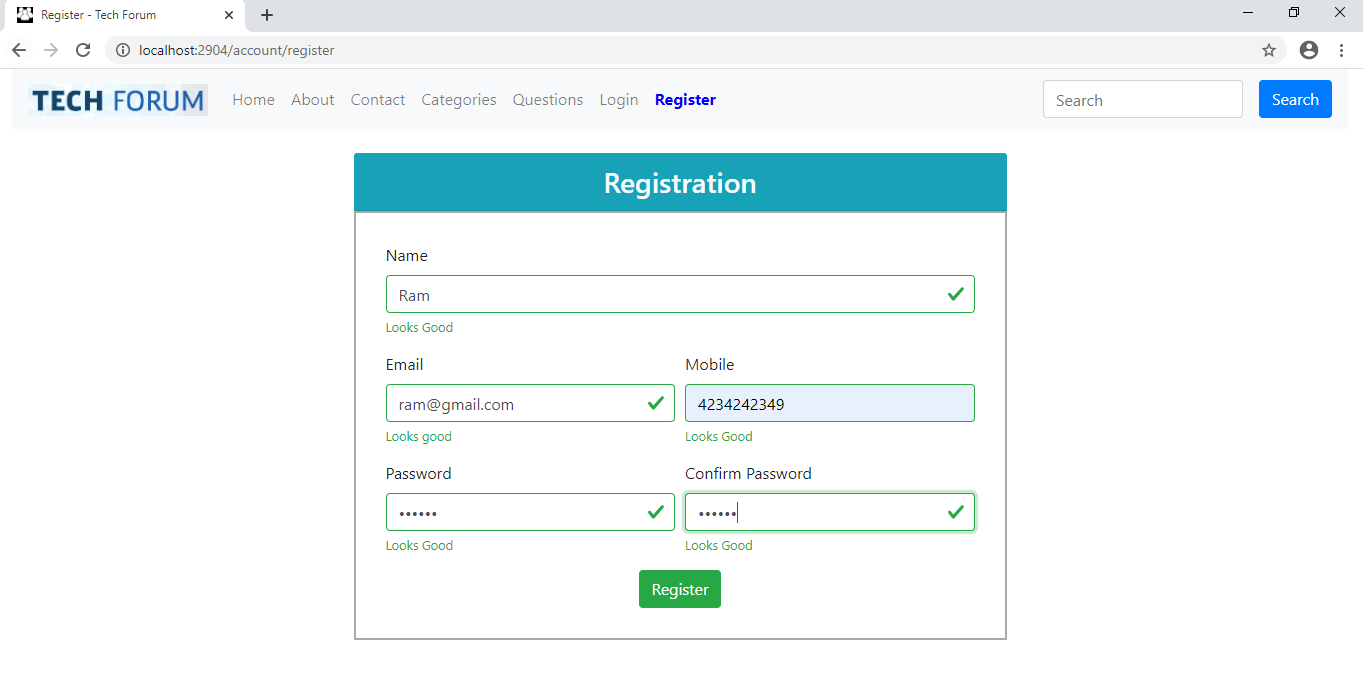 Register - Tech Forum
localhost:2904/account/register
TECH FORUM Home About Contact Categories Questions Login Register Search Search
Registration
Name
Ram
Looks Good
Email Mobile
ram@gmail.com 4234242349
Looks good Looks Good
Password Confirm Password
•••••• ••••••
Looks Good Looks Good
Register